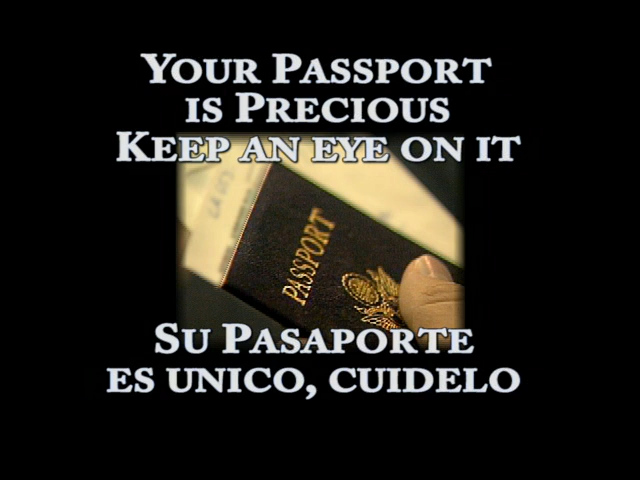 YOUR PASSPORT
IS PRECIOUS
KEEP AN EYE ON IT
PASSPORT
SU PASAPORTE
ES UNICO, CUIDELO